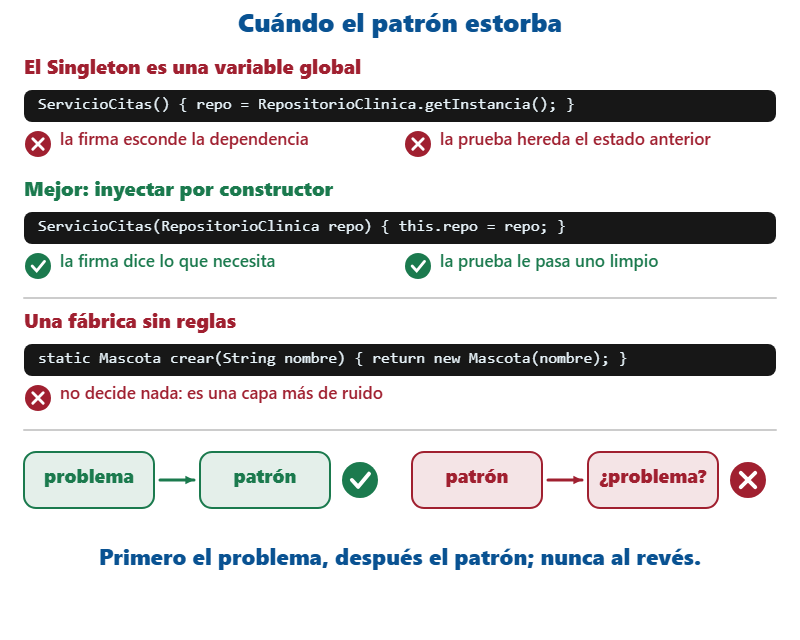 Cuándo el patrón estorba
El Singleton es una variable global
ServicioCitas() { repo = RepositorioClinica.getInstancia(); }
la firma esconde la dependencia
la prueba hereda el estado anterior
Mejor: inyectar por constructor
ServicioCitas(RepositorioClinica repo) { this.repo = repo; }
la firma dice lo que necesita
la prueba le pasa uno limpio
Una fábrica sin reglas
static Mascota crear(String nombre) { return new Mascota(nombre); }
no decide nada: es una capa más de ruido
problema
patrón
patrón
¿problema?
Primero el problema, después el patrón; nunca al revés.